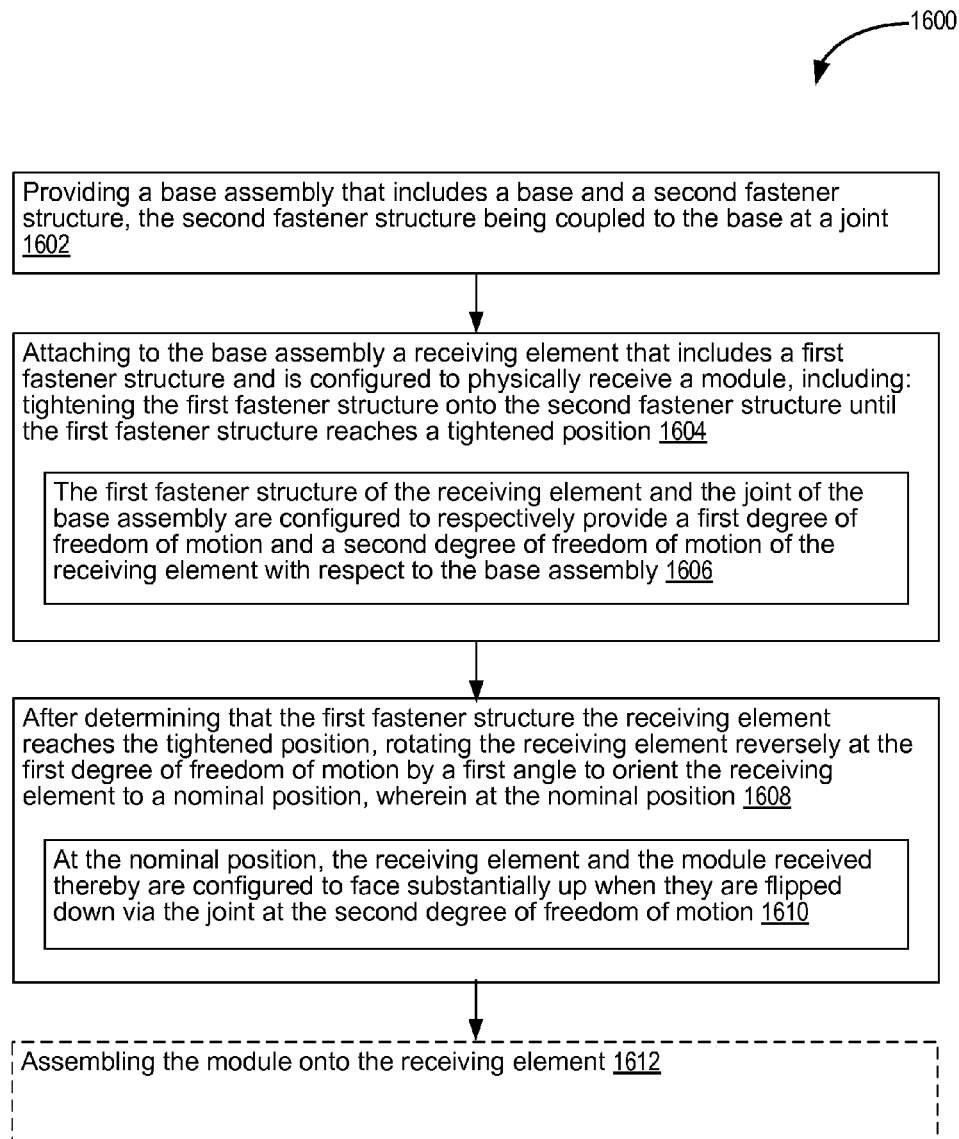 1600
Providing a base assembly that includes a base and a second fastener
structure, the second fastener structure being coupled to the base at a joint
1602
Attaching to the base assembly a receiving element that includes a first
fastener structure and is configured to physically receive a module, including:
tightening the first fastener structure onto the second fastener structure until
the first fastener structure reaches a tightened position 1604
The first fastener structure of the receiving element and the joint of the
base assembly are configured to respectively provide a first degree of
freedom of motion and a second degree of freedom of motion of the
receiving element with respect to the base assembly 1606
After determining that the first fastener structure the receiving element
reaches the tightened position, rotating the receiving element reversely at the
first degree of freedom of motion by a first angle to orient the receiving
element to a nominal position, wherein at the nominal position 1608
At the nominal position, the receiving element and the module received
thereby are configured to face substantially up when they are flipped
down via the joint at the second degree of freedom of motion 1610
Assembling the module onto the receiving element 1612